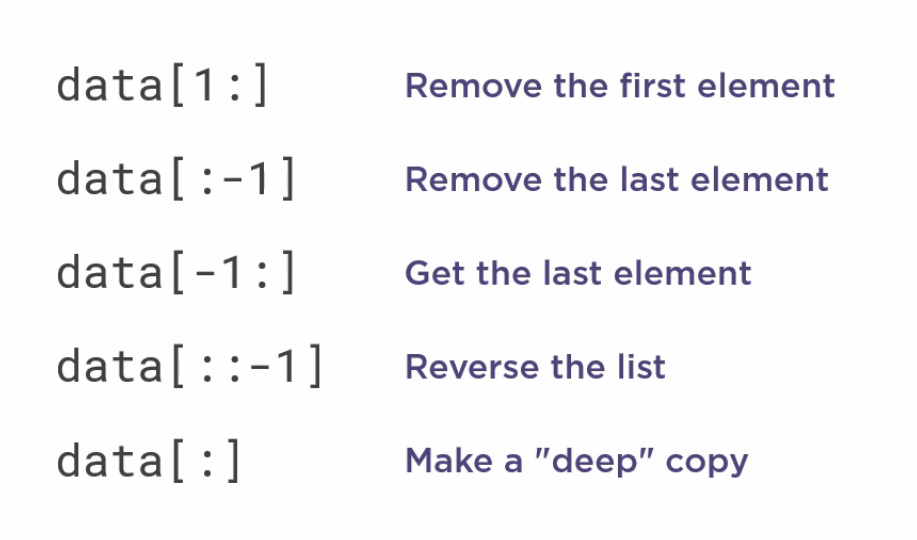 data[1:] Remove the first element
data[:-1] Remove the last element
data[-1:] Get the last element
data[::-1] Reverse the list
data[:] Make a "deep" copy